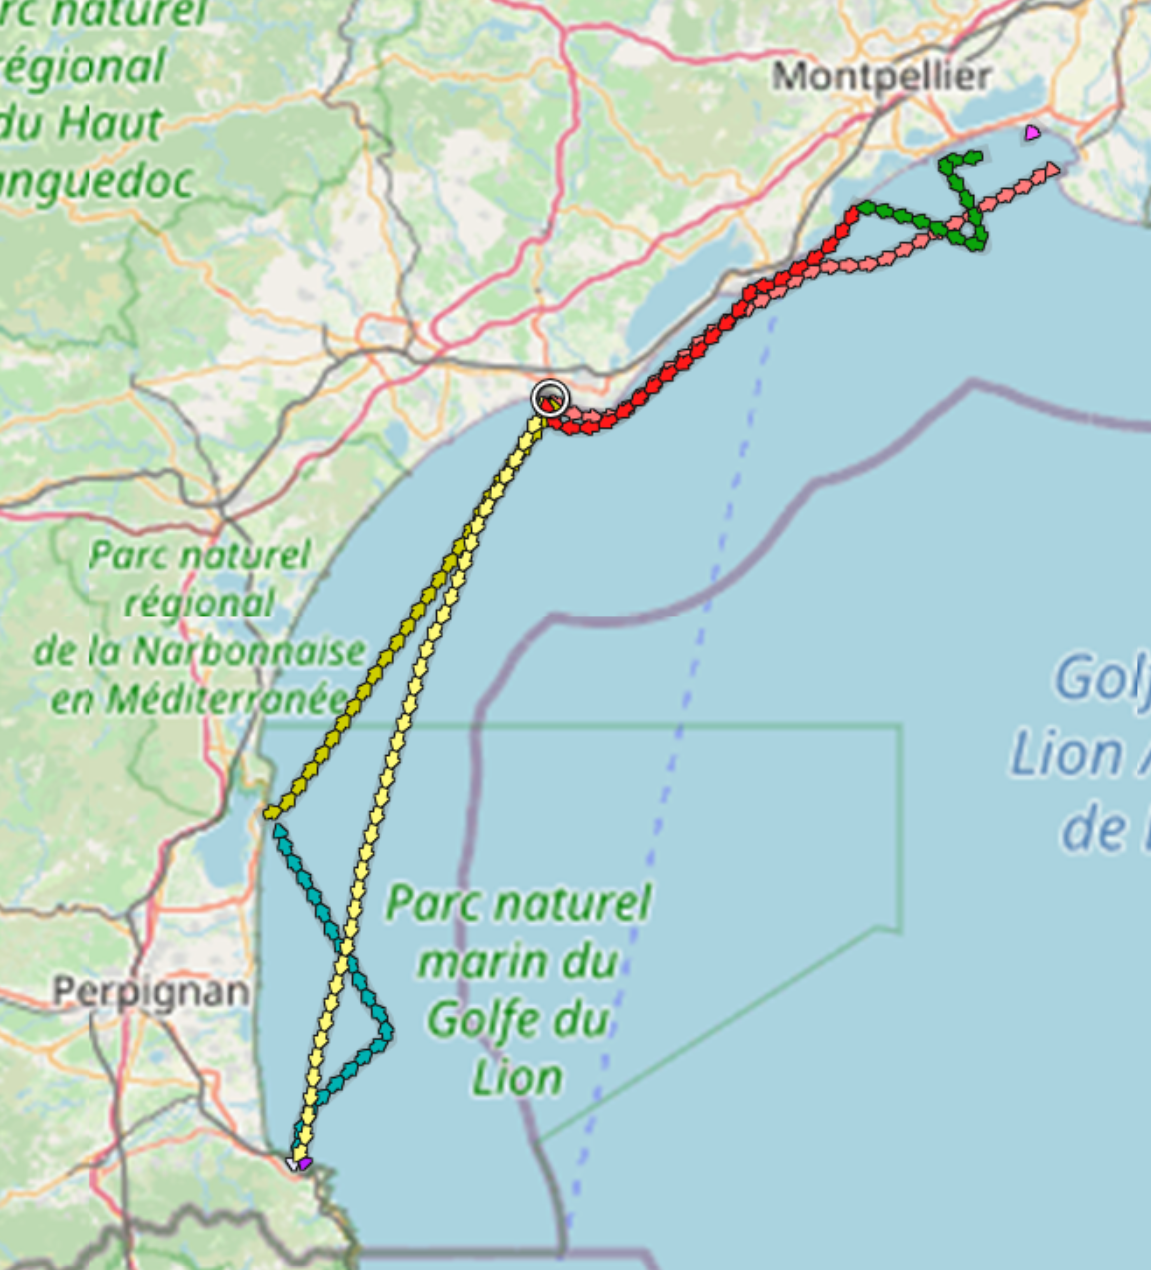 rc naturel
régional
du Haut
anguedoc
Montpellier
Parc naturel
régional
de la Narbonnaise
en Méditerranée
Golf
Lion
de
Parc naturel
marin du
Golfe du
Lion
Perpignan